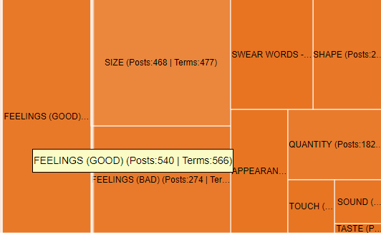 SIZE (Posts:468 | Terms:477)
SWEAR WORDS -...
SHAPE (Posts:2...
FEELINGS (GOOD)...
FEELINGS (GOOD) (Posts:540 | Terms:566)
FEELINGS (BAD) (Posts:274 | Ter...
APPEARAN...
QUANTITY (Posts:182...
TOUCH (...
SOUND (...
TASTE (P...